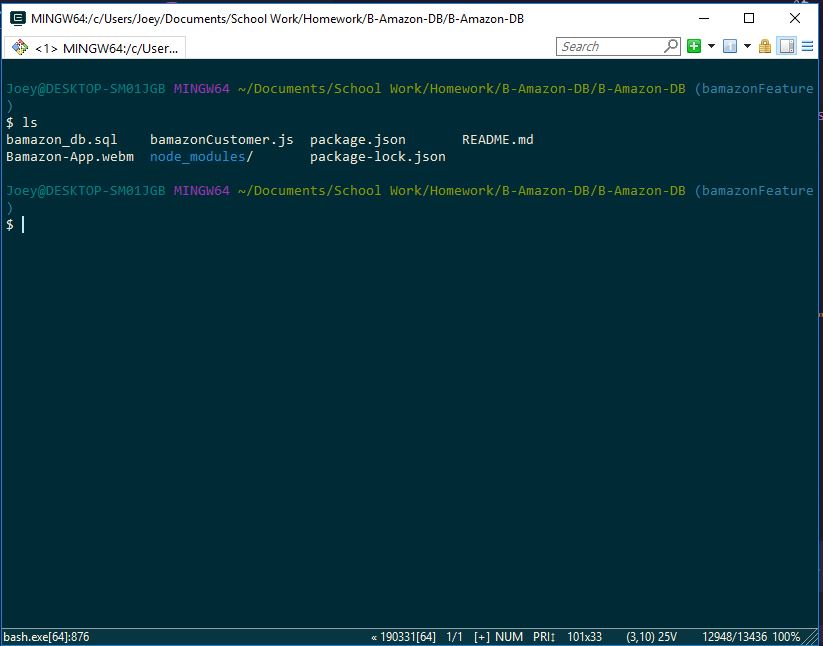 MINGW64:/c/Users/Joey/Documents/School Work/Homework/B-Amazon-DB/B-Amazon-DB
<1> MINGW64:/c/User...
Search
Joey@DESKTOP-SM01JGB MINGW64 ~/Documents/School Work/Homework/B-Amazon-DB/B-Amazon-DB (bamazonFeature
)
$ ls
bamazon_db.sql bamazonCustomer.js package.json README.md
Bamazon-App.webm node_modules/ package-lock.json
Joey@DESKTOP-SM01JGB MINGW64 ~/Documents/School Work/Homework/B-Amazon-DB/B-Amazon-DB (bamazonFeature
)
$
bash.exe[64]:876 « 190331[64] 1/1 [+] NUM PRI↕ 101x33 (3,10) 25V 12948/13436 100%